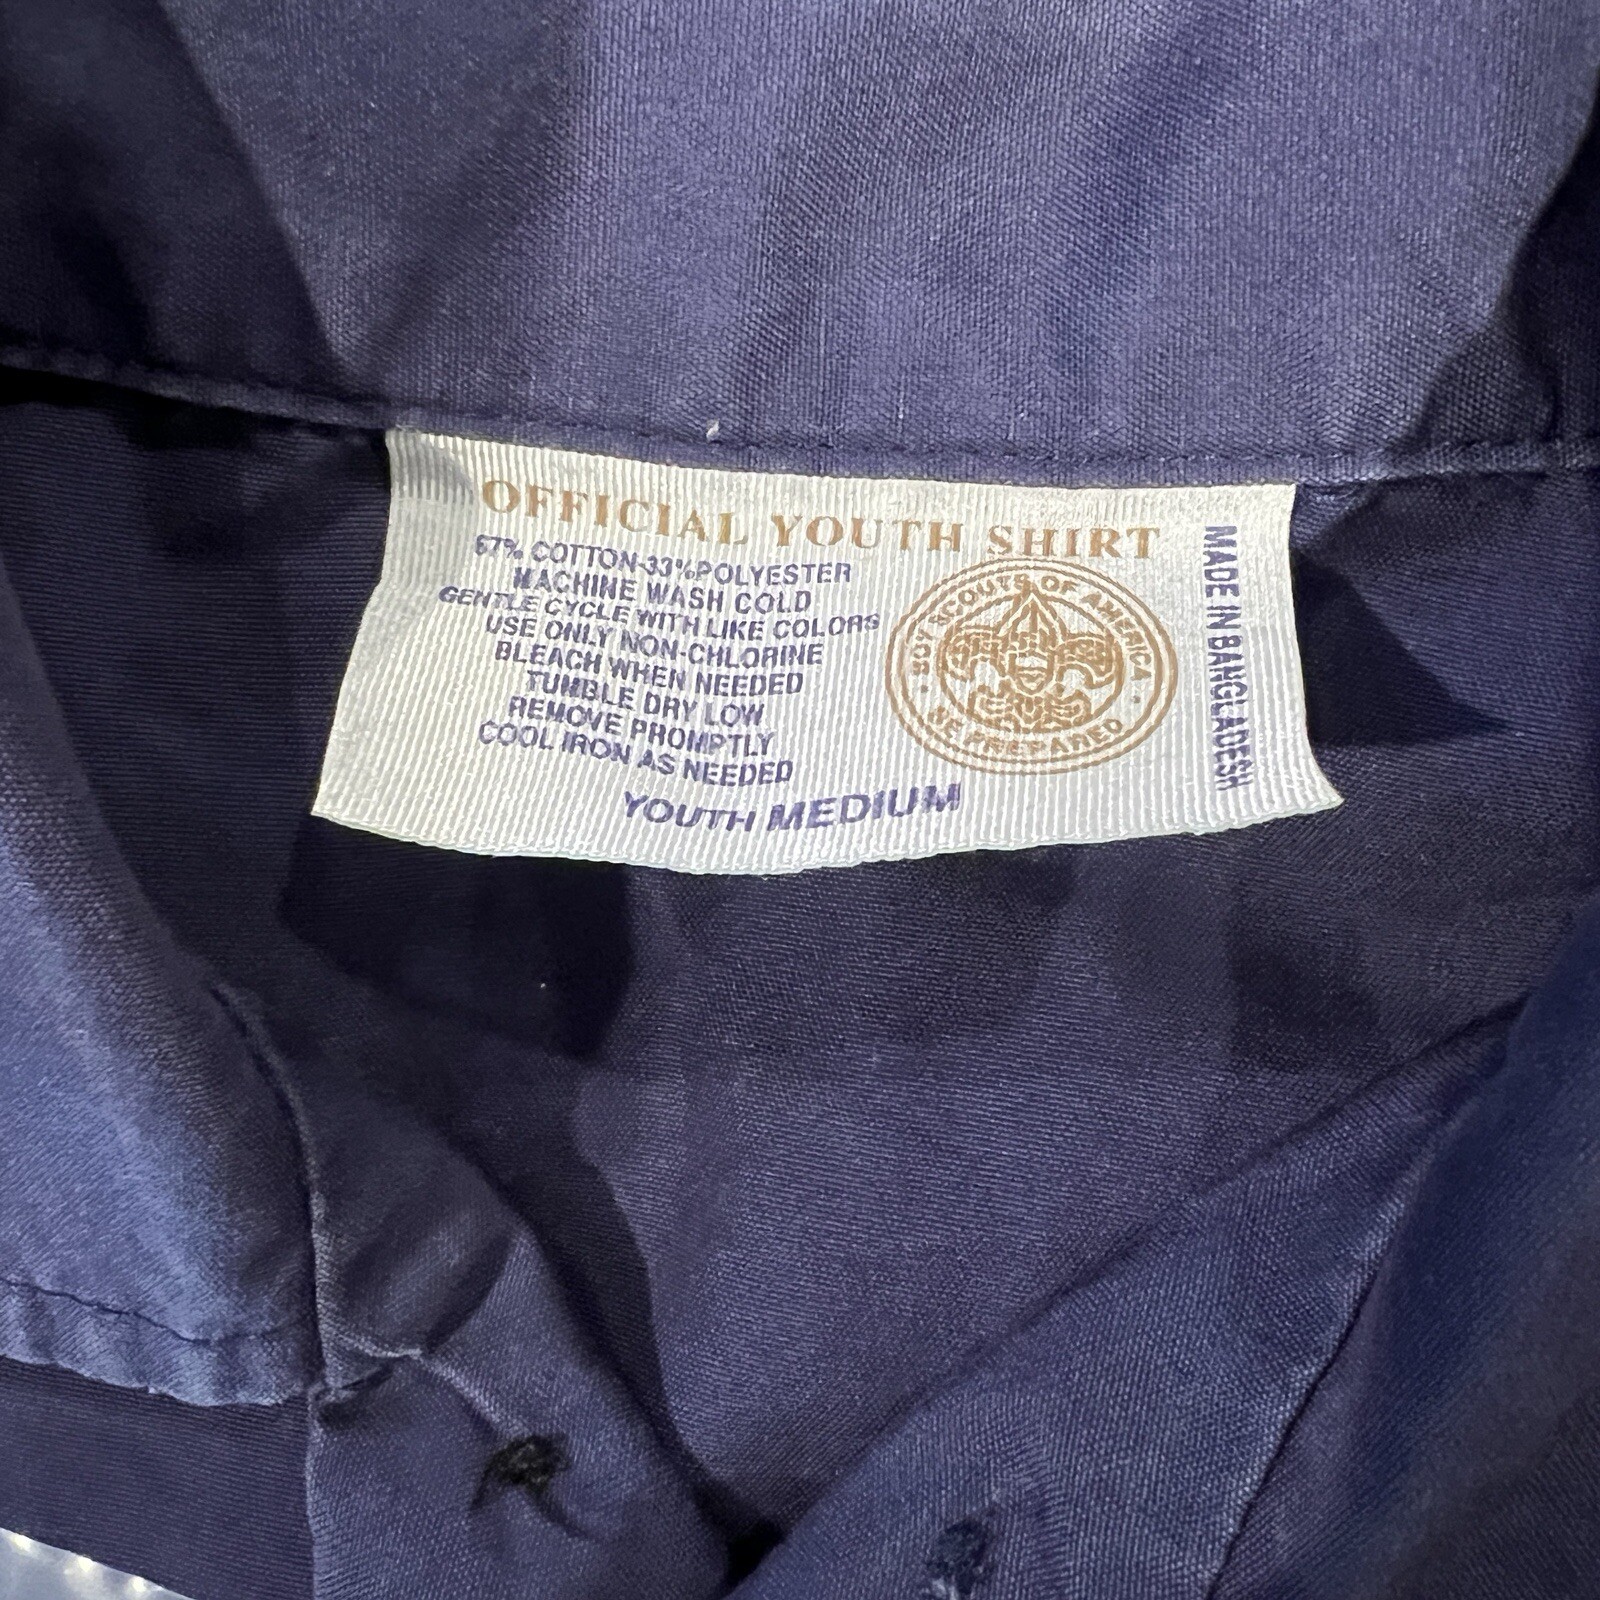 OFFICIAL YOUTH SHIRT
67% COTTON-33%POLYESTER
MACHINE WASH COLD
GENTLE CYCLE WITH LIKE COLORS
USE ONLY NON-CHLORINE
BLEACH WHEN NEEDED
TUMBLE DRY LOW
REMOVE PROMPTLY
COOL IRON AS NEEDED
YOUTH MEDIUM
BOY SCOUTS OF AMERICA
BE PREPARED
MADE IN BANGLADESH